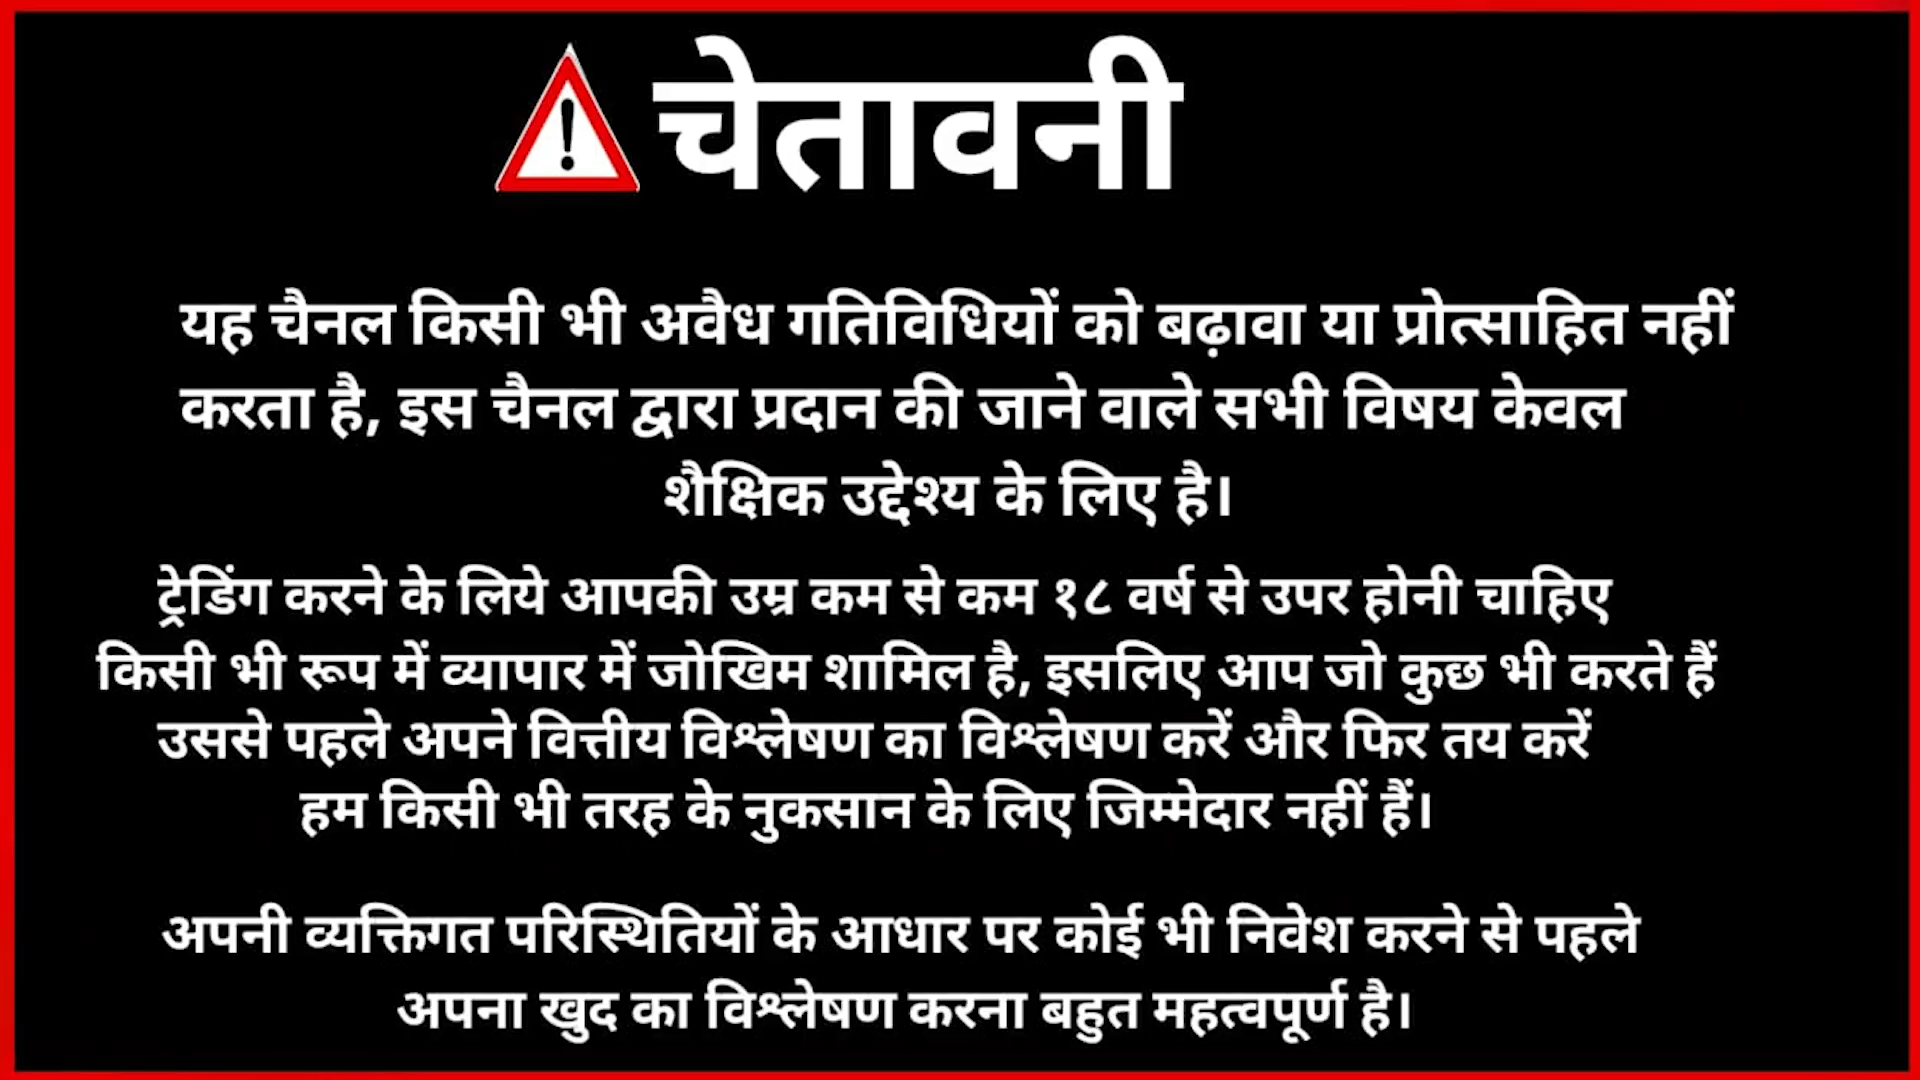 चेतावनी
यह चैनल किसी भी अवैध गतिविधियों को बढ़ावा या प्रोत्साहित नहीं
करता है, इस चैनल द्वारा प्रदान की जाने वाले सभी विषय केवल
शैक्षिक उद्देश्य के लिए है।
ट्रेडिंग करने के लिये आपकी उम्र कम से कम १८ वर्ष से उपर होनी चाहिए
किसी भी रूप में व्यापार में जोखिम शामिल है, इसलिए आप जो कुछ भी करते हैं
उससे पहले अपने वित्तीय विश्लेषण का विश्लेषण करें और फिर तय करें
हम किसी भी तरह के नुकसान के लिए जिम्मेदार नहीं हैं।
अपनी व्यक्तिगत परिस्थितियों के आधार पर कोई भी निवेश करने से पहले
अपना खुद का विश्लेषण करना बहुत महत्वपूर्ण है।